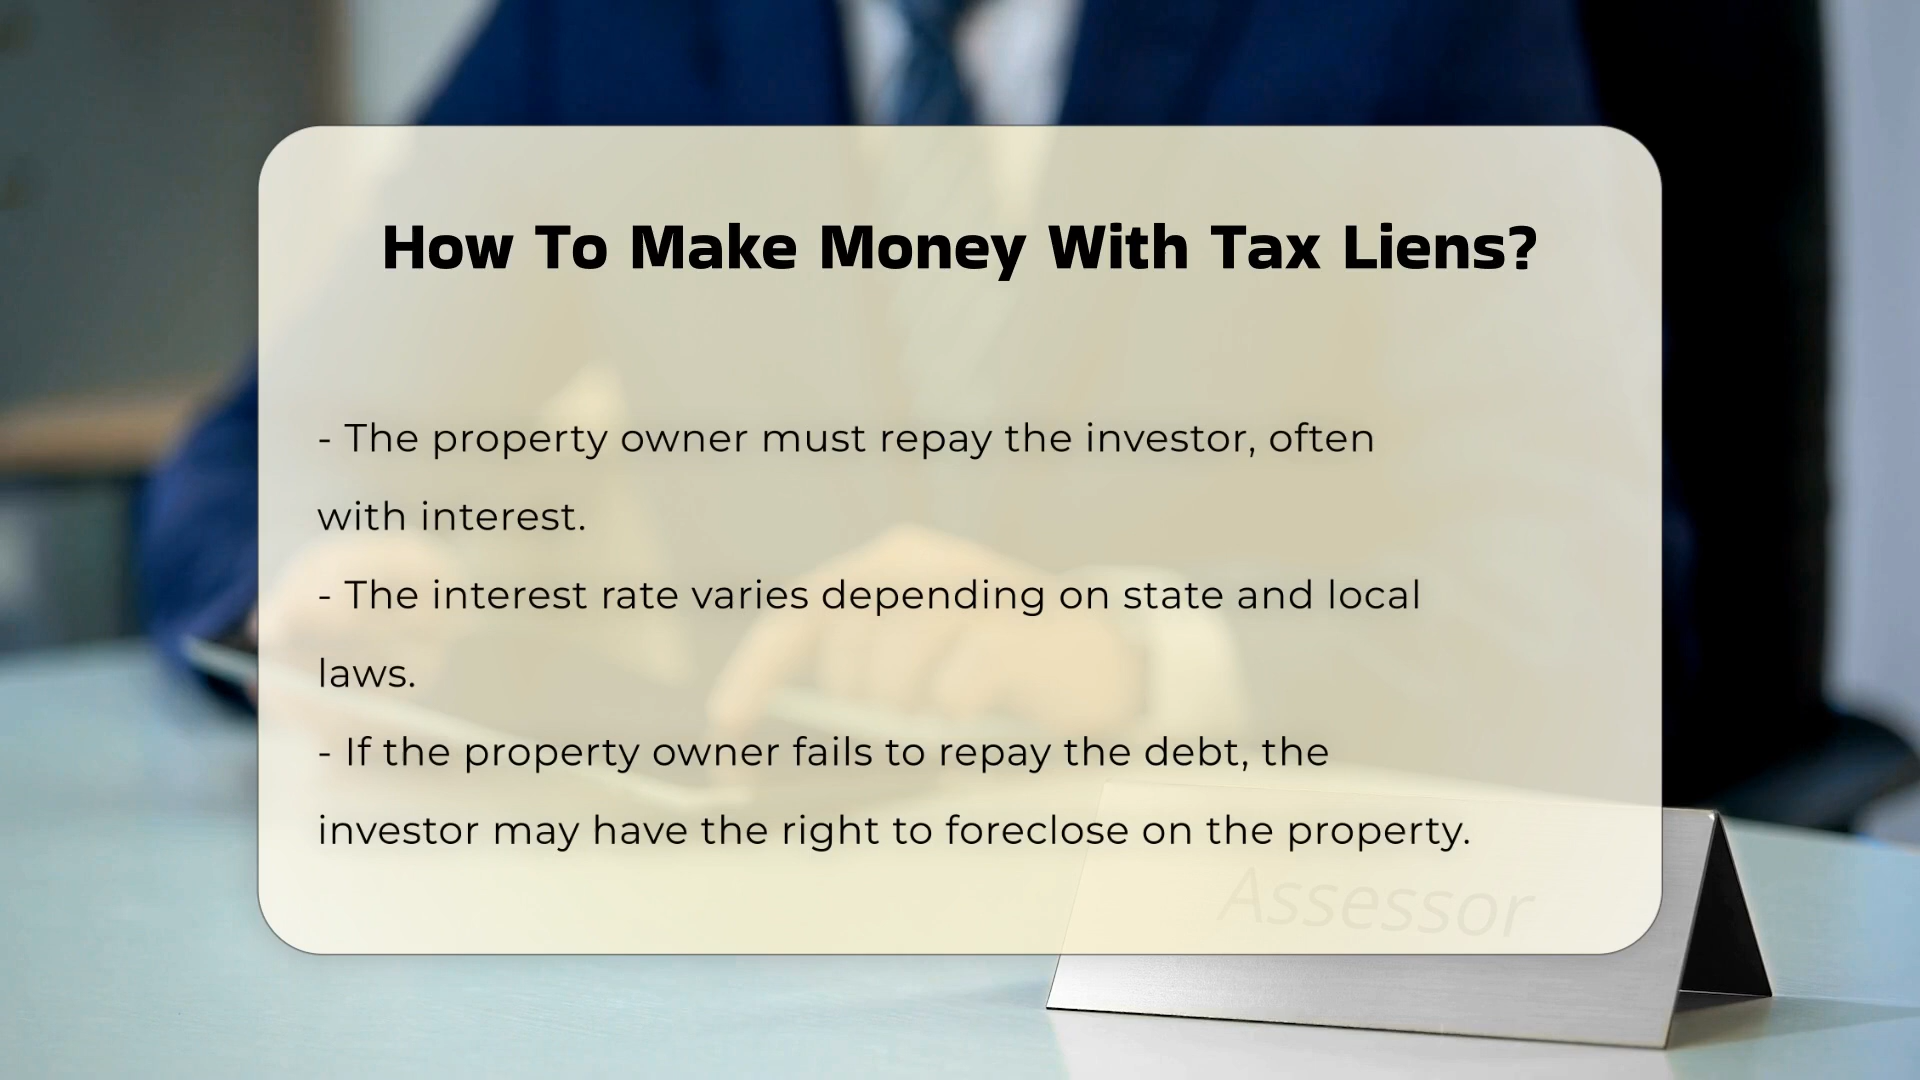 How To Make Money With Tax Liens?
- The property owner must repay the investor, often
with interest.
- The interest rate varies depending on state and local
laws.
- If the property owner fails to repay the debt, the
investor may have the right to foreclose on the property.
Assessor